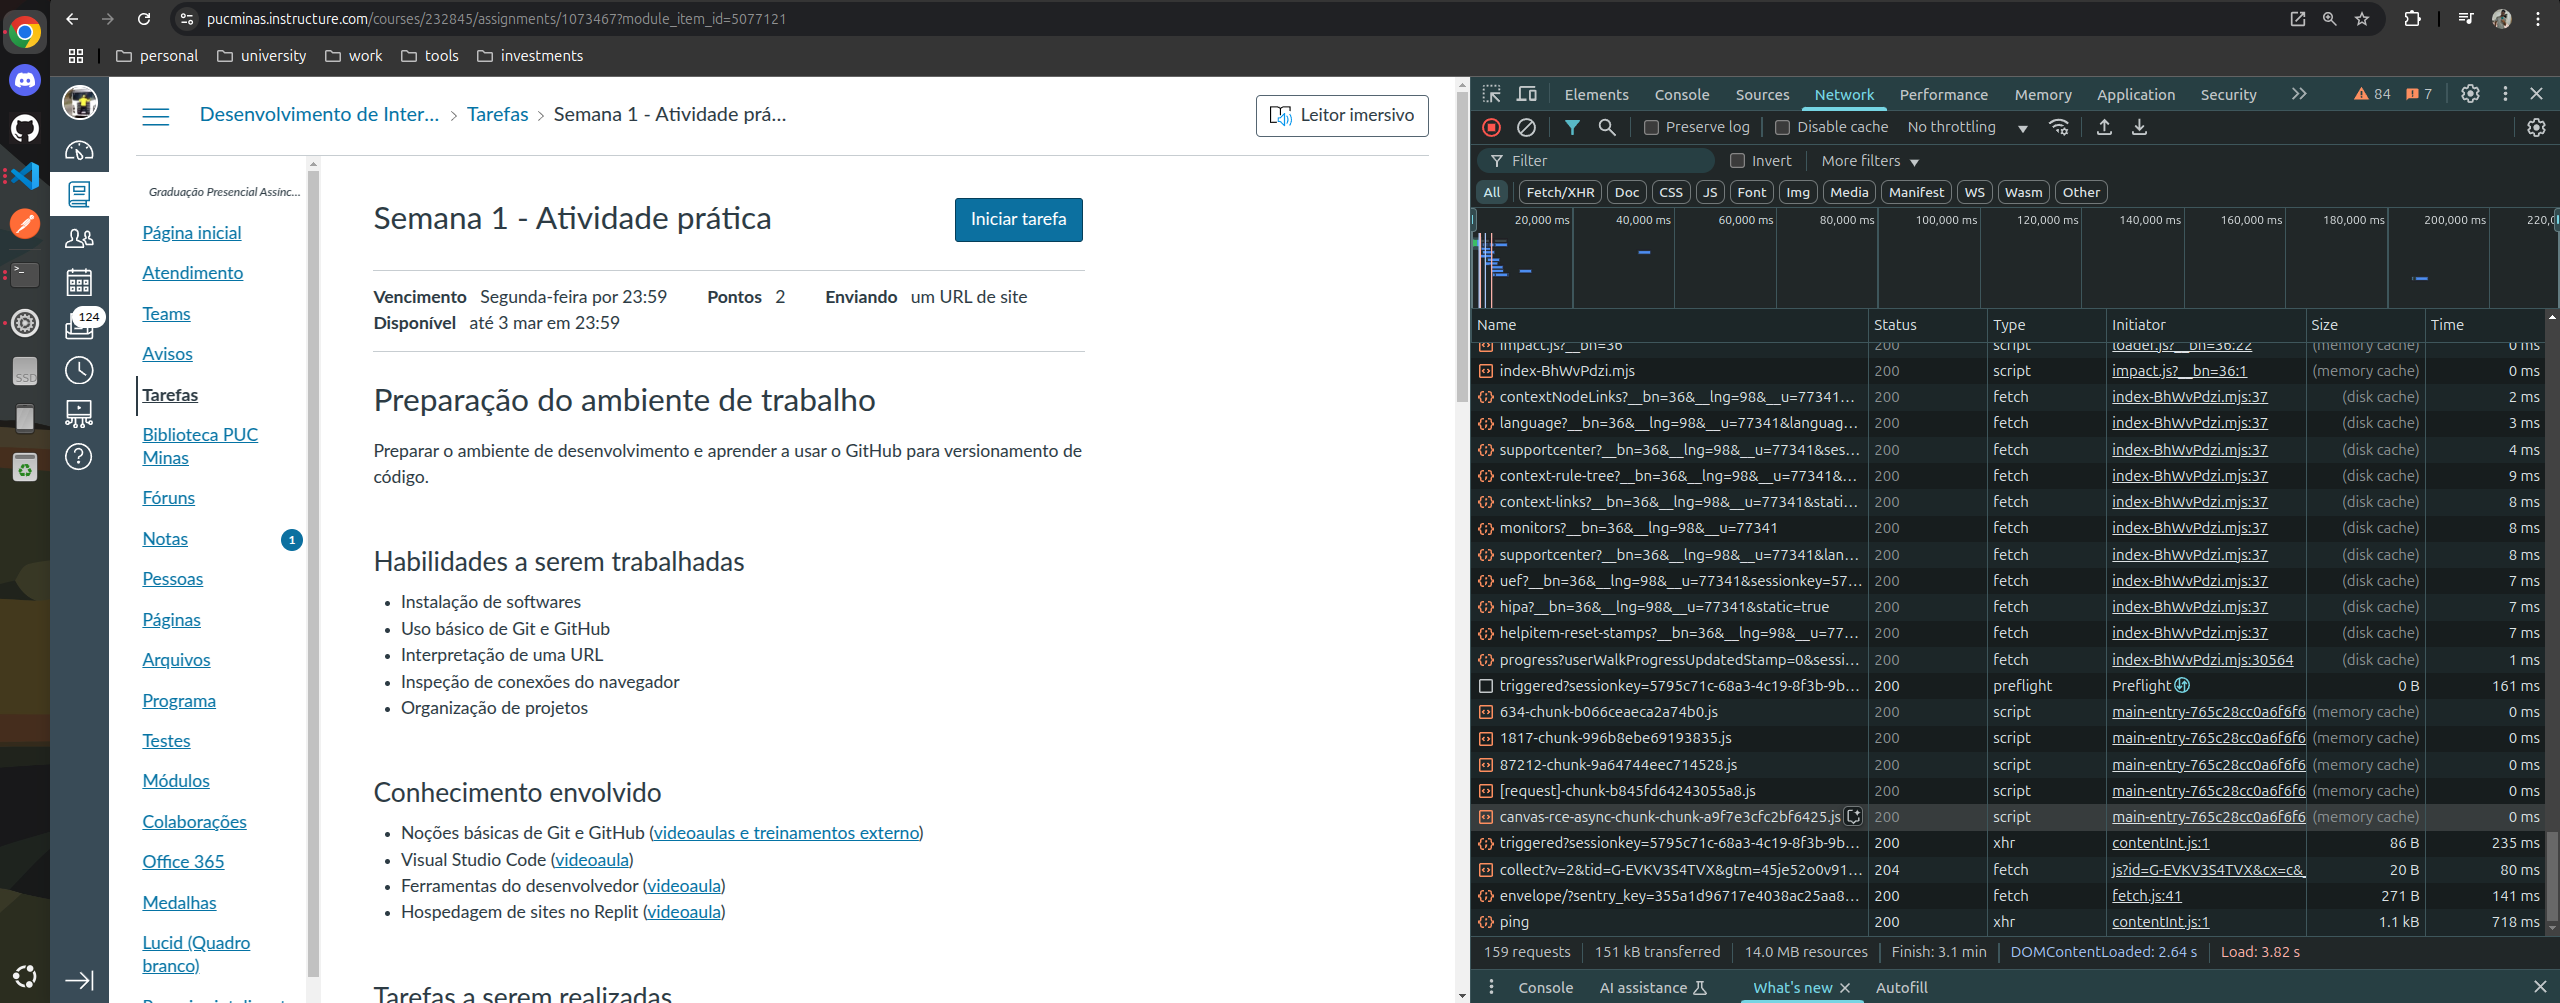 pucminas.instructure.com/courses/232845/assignments/1073467?module_item_id=5077121
personal
university
work
tools
investments
Desenvolvimento de Inter... > Tarefas > Semana 1 - Atividade prá...
Leitor imersivo
Graduação Presencial Assínc...
Página inicial
Atendimento
Teams
Avisos
Tarefas
Biblioteca PUC
Minas
Fóruns
Notas 1
Pessoas
Páginas
Arquivos
Programa
Testes
Módulos
Colaborações
Office 365
Medalhas
Lucid (Quadro
branco)
124
SSD
Semana 1 - Atividade prática
Iniciar tarefa
Vencimento Segunda-feira por 23:59 Pontos 2 Enviando um URL de site
Disponível até 3 mar em 23:59
Preparação do ambiente de trabalho
Preparar o ambiente de desenvolvimento e aprender a usar o GitHub para versionamento de
código.
Habilidades a serem trabalhadas
Instalação de softwares
Uso básico de Git e GitHub
Interpretação de uma URL
Inspeção de conexões do navegador
Organização de projetos
Conhecimento envolvido
Noções básicas de Git e GitHub (videoaulas e treinamentos externo)
Visual Studio Code (videoaula)
Ferramentas do desenvolvedor (videoaula)
Hospedagem de sites no Replit (videoaula)
Tarefas a serem realizadas
Elements Console Sources Network Performance Memory Application Security 84 7
Preserve log Disable cache No throttling
Filter Invert More filters
All Fetch/XHR Doc CSS JS Font Img Media Manifest WS Wasm Other
20,000 ms 40,000 ms 60,000 ms 80,000 ms 100,000 ms 120,000 ms 140,000 ms 160,000 ms 180,000 ms 200,000 ms 220,0
Name Status Type Initiator Size Time
impact.js?__bn=36 200 script loader.js?__bn=36:22 (memory cache) 0 ms
index-BhWvPdzi.mjs 200 script impact.js?__bn=36:1 (memory cache) 0 ms
contextNodeLinks?__bn=36&__lng=98&__u=77341... 200 fetch index-BhWvPdzi.mjs:37 (disk cache) 2 ms
language?__bn=36&__lng=98&__u=77341&languag... 200 fetch index-BhWvPdzi.mjs:37 (disk cache) 3 ms
supportcenter?__bn=36&__lng=98&__u=77341&ses... 200 fetch index-BhWvPdzi.mjs:37 (disk cache) 4 ms
context-rule-tree?__bn=36&__lng=98&__u=77341&... 200 fetch index-BhWvPdzi.mjs:37 (disk cache) 9 ms
context-links?__bn=36&__lng=98&__u=77341&stati... 200 fetch index-BhWvPdzi.mjs:37 (disk cache) 8 ms
monitors?__bn=36&__lng=98&__u=77341 200 fetch index-BhWvPdzi.mjs:37 (disk cache) 8 ms
supportcenter?__bn=36&__lng=98&__u=77341&lan... 200 fetch index-BhWvPdzi.mjs:37 (disk cache) 8 ms
uef?__bn=36&__lng=98&__u=77341&sessionkey=57... 200 fetch index-BhWvPdzi.mjs:37 (disk cache) 7 ms
hipa?__bn=36&__lng=98&__u=77341&static=true 200 fetch index-BhWvPdzi.mjs:37 (disk cache) 7 ms
helpitem-reset-stamps?__bn=36&__lng=98&__u=77... 200 fetch index-BhWvPdzi.mjs:37 (disk cache) 7 ms
progress?userWalkProgressUpdatedStamp=0&sessi... 200 fetch index-BhWvPdzi.mjs:30564 (disk cache) 1 ms
triggered?sessionkey=5795c71c-68a3-4c19-8f3b-9b... 200 preflight Preflight 0 B 161 ms
634-chunk-b066ceaeca2a74b0.js 200 script main-entry-765c28cc0a6f6f6 (memory cache) 0 ms
1817-chunk-996b8ebe69193835.js 200 script main-entry-765c28cc0a6f6f6 (memory cache) 0 ms
87212-chunk-9a64744eec714528.js 200 script main-entry-765c28cc0a6f6f6 (memory cache) 0 ms
[request]-chunk-b845fd64243055a8.js 200 script main-entry-765c28cc0a6f6f6 (memory cache) 0 ms
canvas-rce-async-chunk-chunk-a9f7e3cfc2bf6425.js 200 script main-entry-765c28cc0a6f6f6 (memory cache) 0 ms
triggered?sessionkey=5795c71c-68a3-4c19-8f3b-9b... 200 xhr contentInt.js:1 86 B 235 ms
collect?v=2&tid=G-EVKV3S4TVX&gtm=45je52o0v91... 204 fetch js?id=G-EVKV3S4TVX&cx=c&_ 20 B 80 ms
envelope/?sentry_key=355a1d96717e4038ac25aa8... 200 fetch fetch.js:41 271 B 141 ms
ping 200 xhr contentInt.js:1 1.1 kB 718 ms
159 requests 151 kB transferred 14.0 MB resources Finish: 3.1 min DOMContentLoaded: 2.64 s Load: 3.82 s
Console AI assistance What's new Autofill